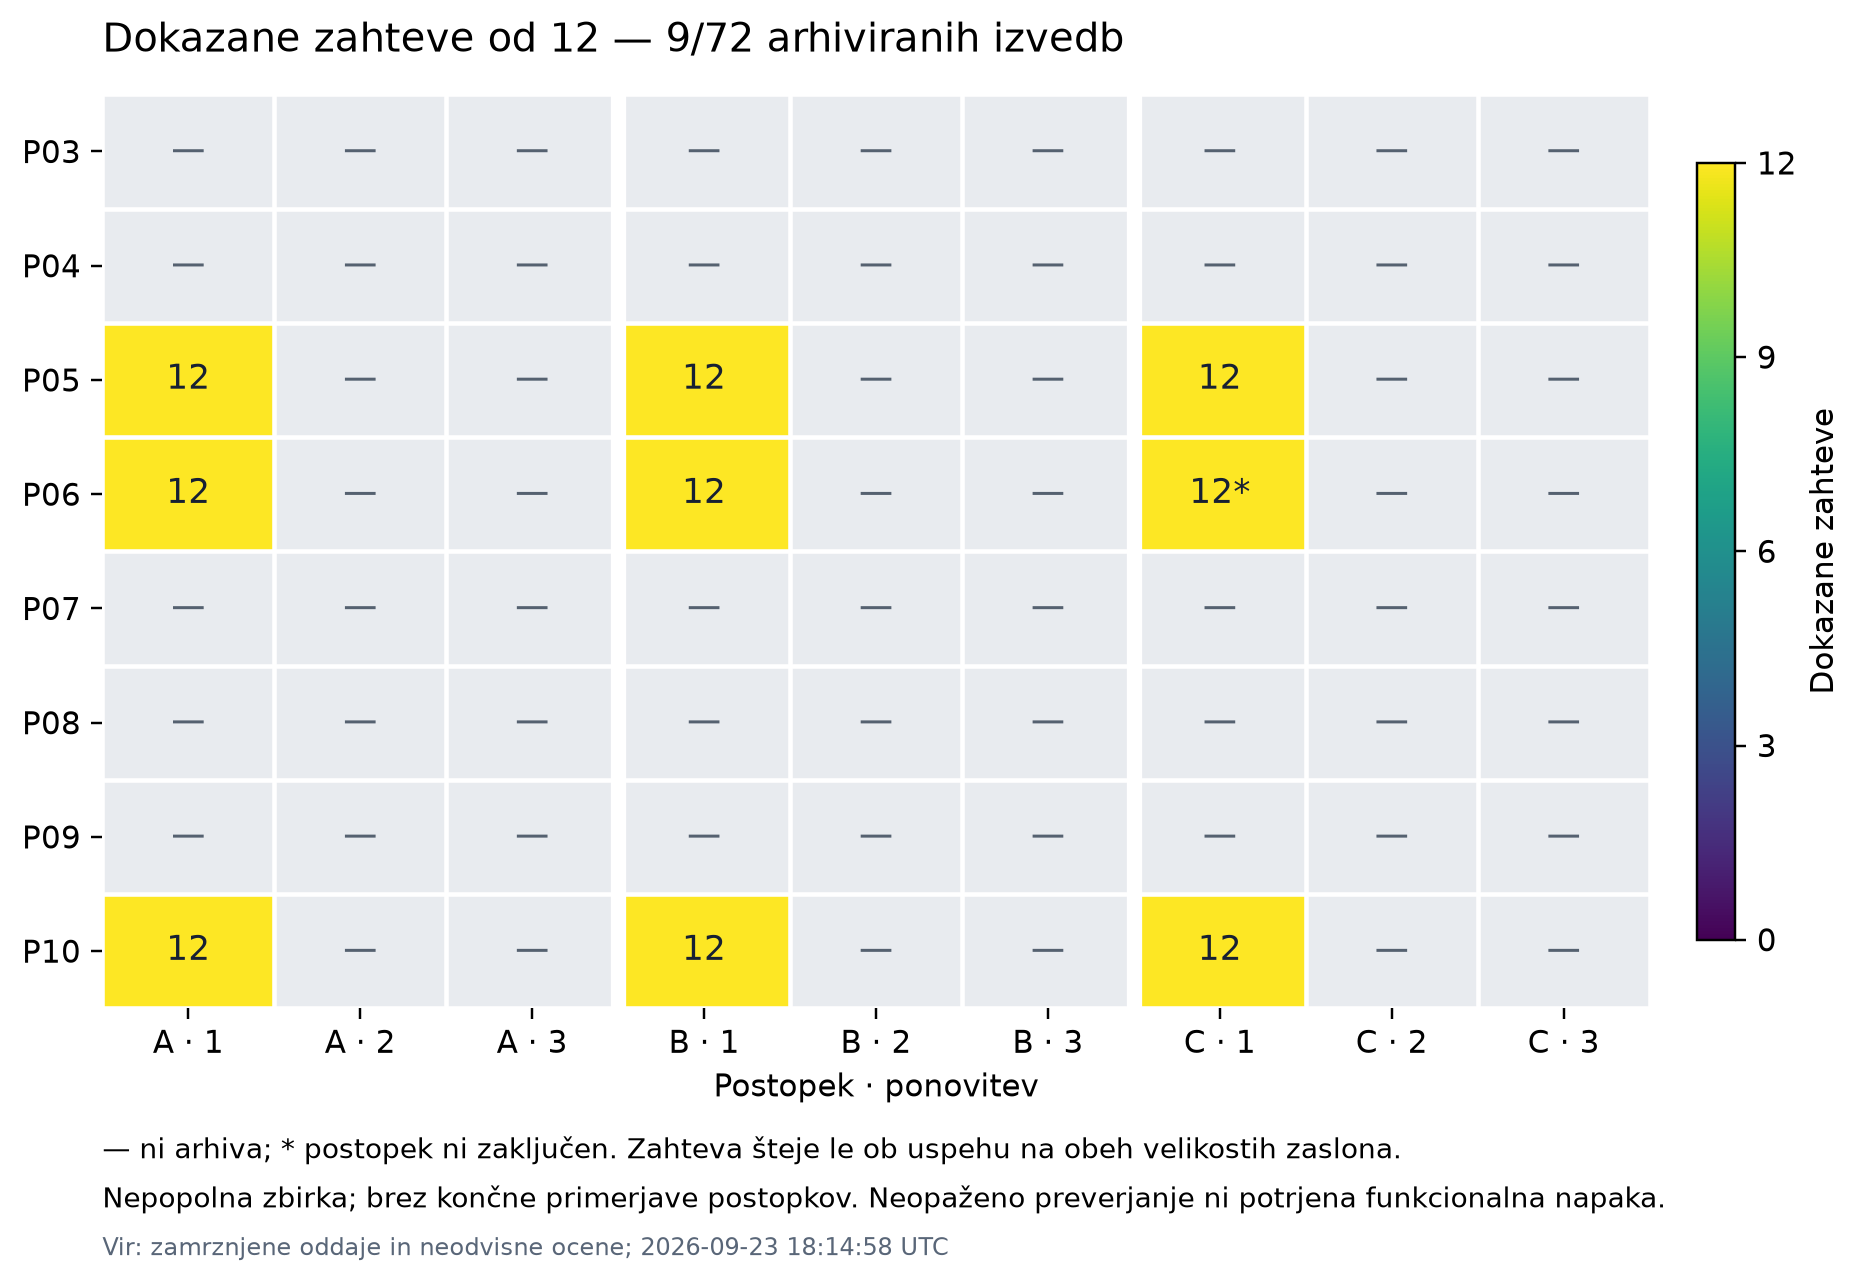 Dokazane zahteve od 12 — 9/72 arhiviranih izvedb
P03 — — — — — — — — —
P04 — — — — — — — — —
P05 12 — — 12 — — 12 — —
P06 12 — — 12 — — 12* — —
P07 — — — — — — — — —
P08 — — — — — — — — —
P09 — — — — — — — — —
P10 12 — — 12 — — 12 — —
A · 1 A · 2 A · 3 B · 1 B · 2 B · 3 C · 1 C · 2 C · 3
Postopek · ponovitev
12
9
6
3
0
Dokazane zahteve
— ni arhiva; * postopek ni zaključen. Zahteva šteje le ob uspehu na obeh velikostih zaslona.
Nepopolna zbirka; brez končne primerjave postopkov. Neopaženo preverjanje ni potrjena funkcionalna napaka.
Vir: zamrznjene oddaje in neodvisne ocene; 2026-09-23 18:14:58 UTC